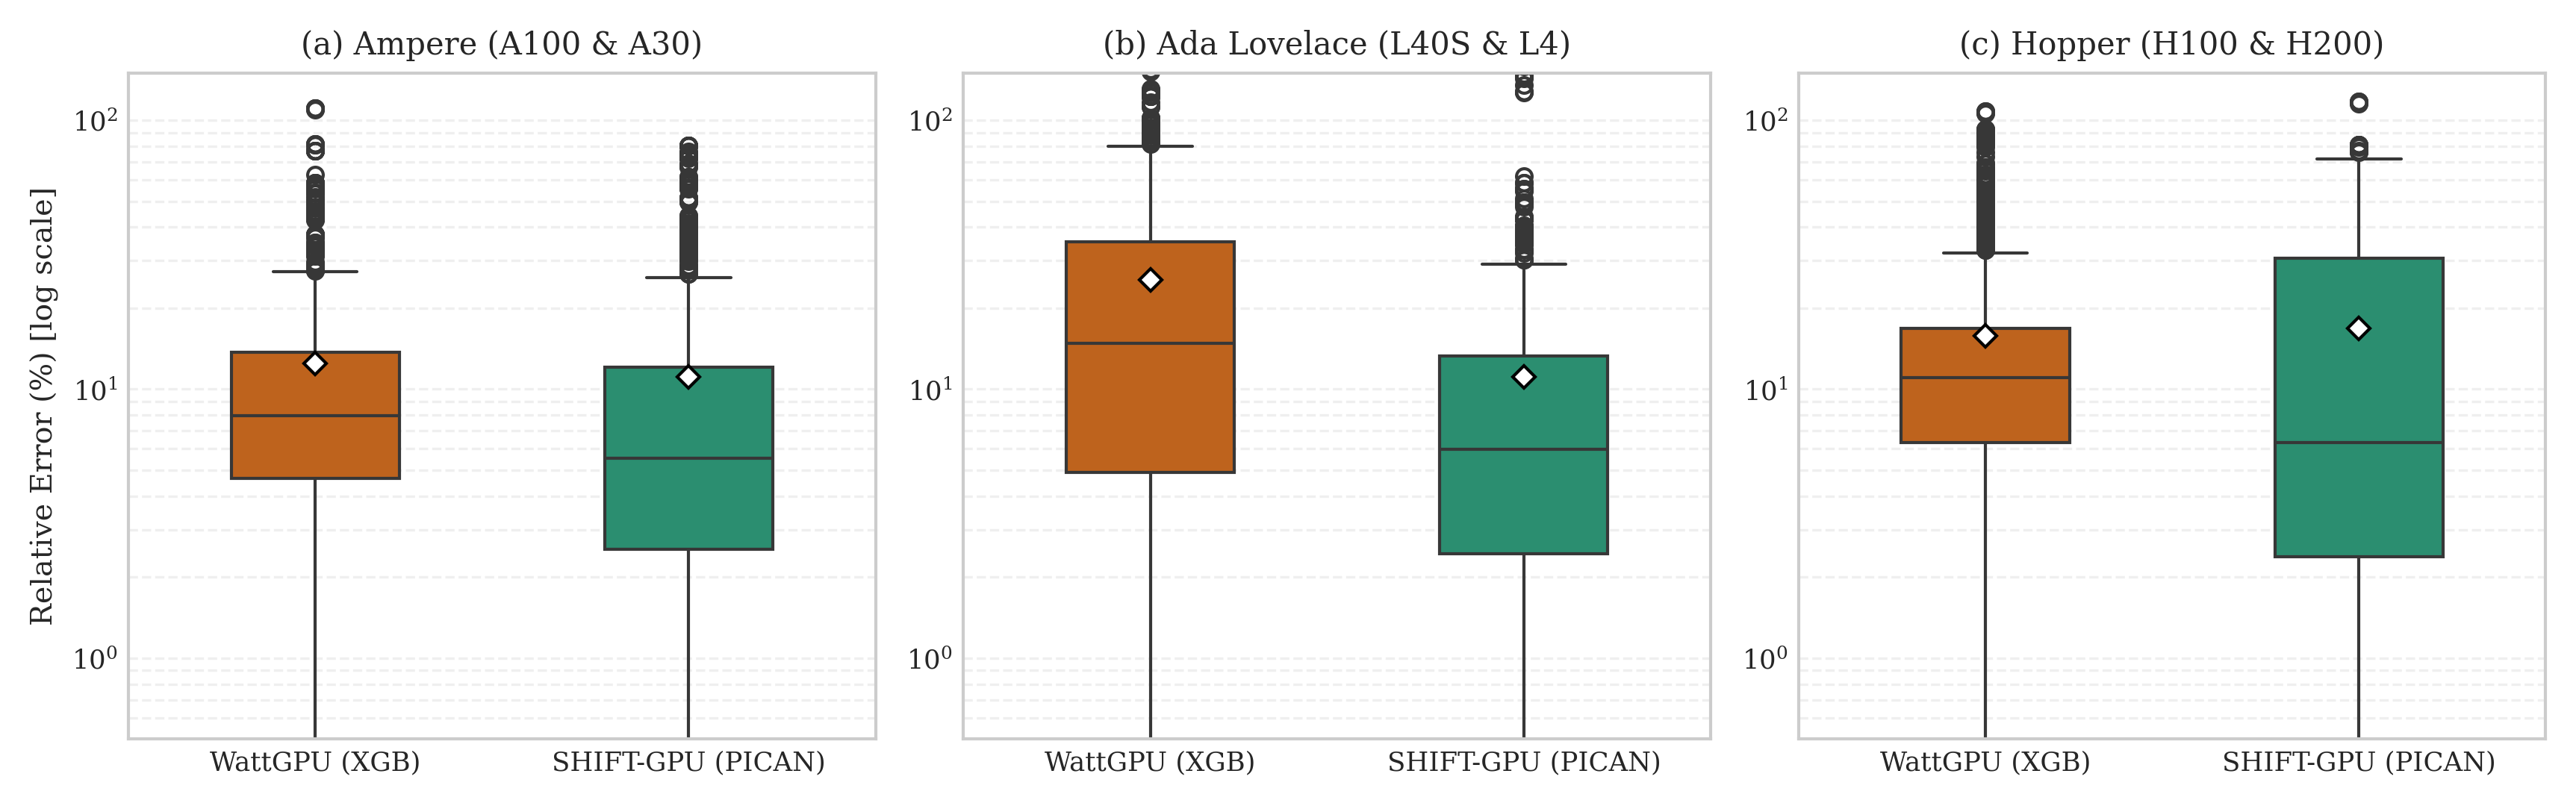 (a) Ampere (A100 & A30)
Relative Error (%) [log scale]
10²
10¹
10⁰
WattGPU (XGB)
SHIFT-GPU (PICAN)
(b) Ada Lovelace (L40S & L4)
10²
10¹
10⁰
WattGPU (XGB)
SHIFT-GPU (PICAN)
(c) Hopper (H100 & H200)
10²
10¹
10⁰
WattGPU (XGB)
SHIFT-GPU (PICAN)